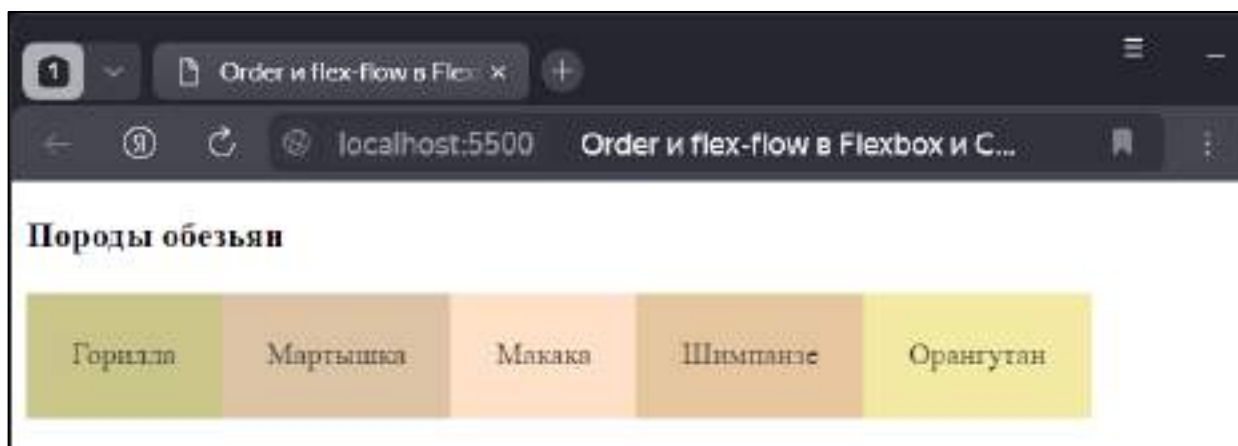 1 Order и flex-flow в Flex
localhost:5500 Order и flex-flow в Flexbox и С...
Породы обезьян
Горилла Мартышка Макака Шимпанзе Орангутан